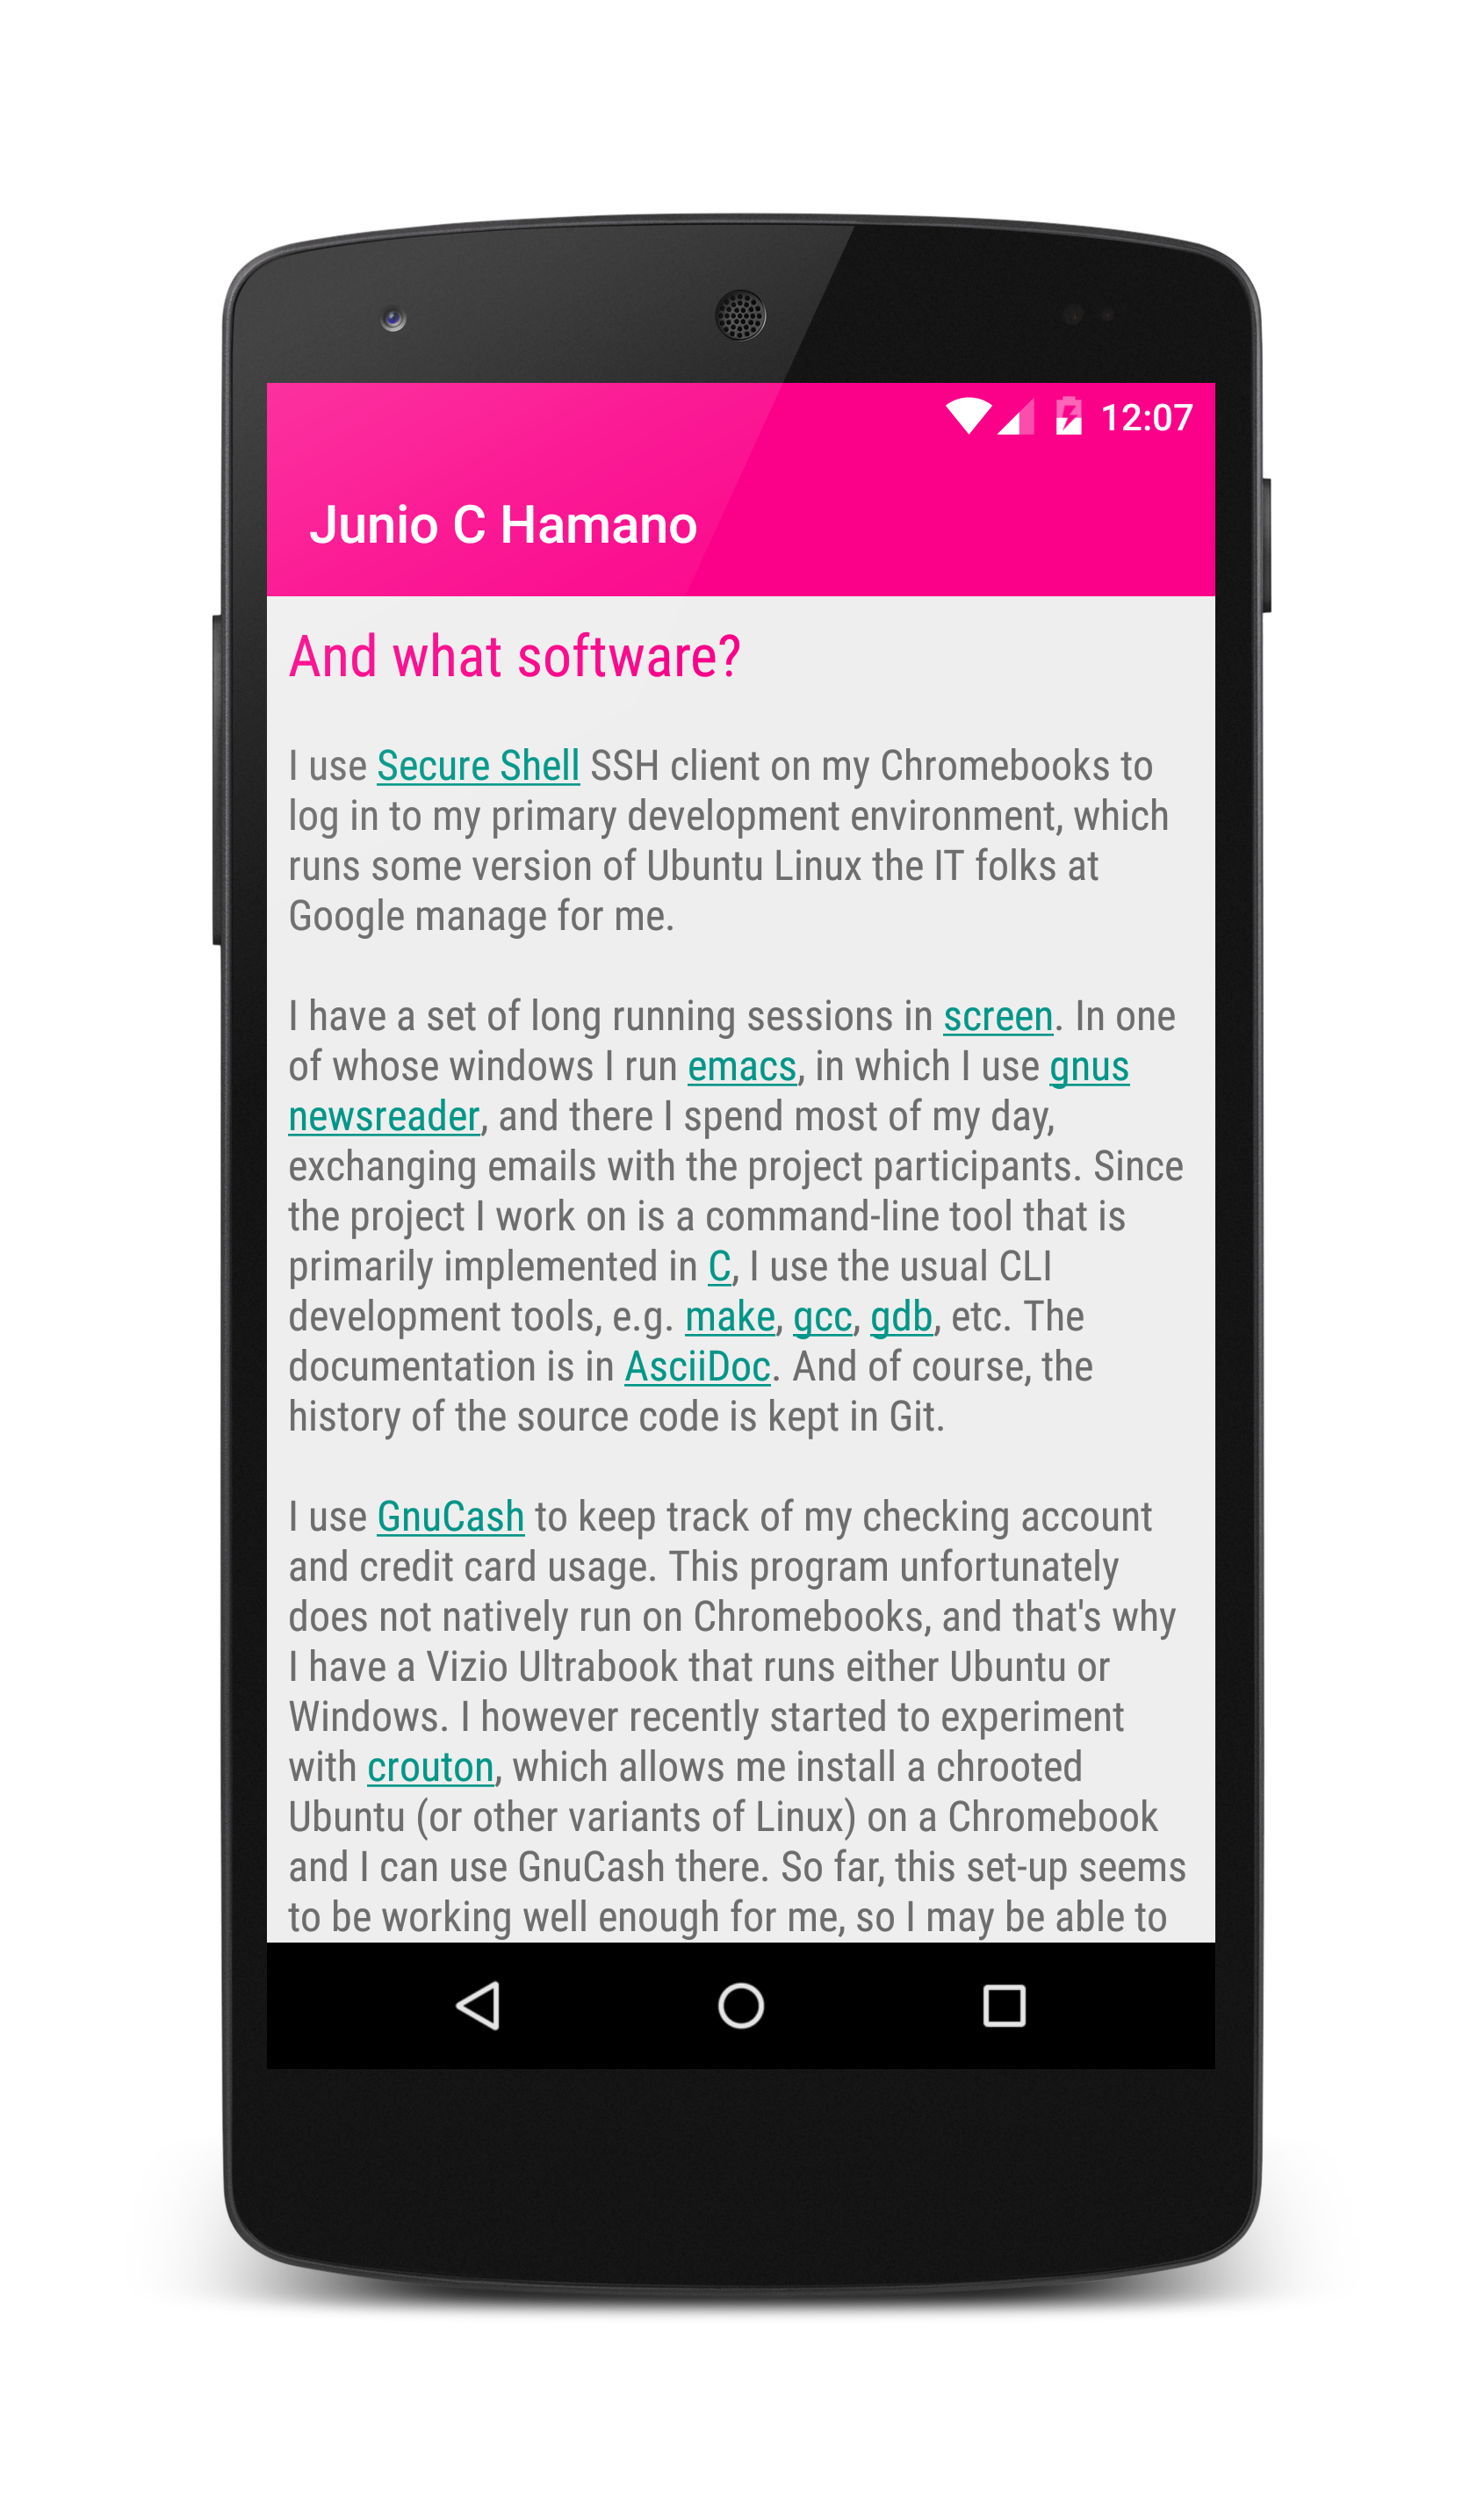 12:07
Junio C Hamano
And what software?
I use Secure Shell SSH client on my Chromebooks to
log in to my primary development environment, which
runs some version of Ubuntu Linux the IT folks at
Google manage for me.
I have a set of long running sessions in screen. In one
of whose windows I run emacs, in which I use gnus
newsreader, and there I spend most of my day,
exchanging emails with the project participants. Since
the project I work on is a command-line tool that is
primarily implemented in C, I use the usual CLI
development tools, e.g. make, gcc, gdb, etc. The
documentation is in AsciiDoc. And of course, the
history of the source code is kept in Git.
I use GnuCash to keep track of my checking account
and credit card usage. This program unfortunately
does not natively run on Chromebooks, and that's why
I have a Vizio Ultrabook that runs either Ubuntu or
Windows. I however recently started to experiment
with crouton, which allows me install a chrooted
Ubuntu (or other variants of Linux) on a Chromebook
and I can use GnuCash there. So far, this set-up seems
to be working well enough for me, so I may be able to